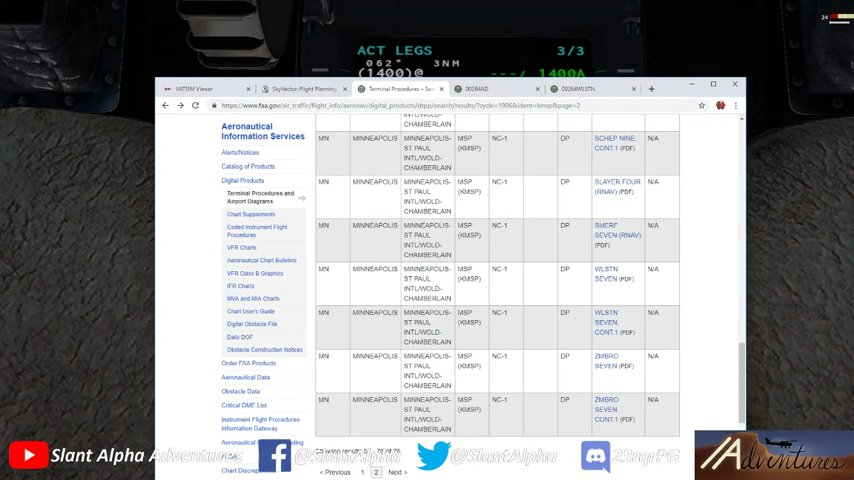 24
ACT LEGS 3/3
062° 3NM
(1400)@ ---/ 1400A
VATSIM Viewer
SkyVector: Flight Planning
Terminal Procedures – Sea
00264AD
00264WLSTN
https://www.faa.gov/air_traffic/flight_info/aeronav/digital_products/dtpp/search/results/?cycle=1906&ident=kmsp&page=2
Aeronautical
Information Services
Alerts/Notices
Catalog of Products
Digital Products
Terminal Procedures and
Airport Diagrams
Chart Supplements
Coded Instrument Flight
Procedures
VFR Charts
Aeronautical Chart Bulletins
VFR Class B Graphics
IFR Charts
MVA and MIA Charts
Chart User's Guide
Digital Obstacle File
Daily DOF
Obstacle Construction Notices
Order FAA Products
Aeronautical Data
Obstacle Data
Critical DME List
Instrument Flight Procedures
Information Gateway
Aeronautical
Chart
INTL/WOLD-
CHAMBERLAIN
MN MINNEAPOLIS MINNEAPOLIS- MSP NC-1 DP SCHEP NINE, N/A
ST PAUL (KMSP) CONT.1 (PDF)
INTL/WOLD-
CHAMBERLAIN
MN MINNEAPOLIS MINNEAPOLIS- MSP NC-1 DP SLAYER FOUR N/A
ST PAUL (KMSP) (RNAV) (PDF)
INTL/WOLD-
CHAMBERLAIN
MN MINNEAPOLIS MINNEAPOLIS- MSP NC-1 DP SMERF N/A
ST PAUL (KMSP) SEVEN (RNAV)
INTL/WOLD- (PDF)
CHAMBERLAIN
MN MINNEAPOLIS MINNEAPOLIS- MSP NC-1 DP WLSTN N/A
ST PAUL (KMSP) SEVEN (PDF)
INTL/WOLD-
CHAMBERLAIN
MN MINNEAPOLIS MINNEAPOLIS- MSP NC-1 DP WLSTN N/A
ST PAUL (KMSP) SEVEN,
INTL/WOLD- CONT.1 (PDF)
CHAMBERLAIN
MN MINNEAPOLIS MINNEAPOLIS- MSP NC-1 DP ZMBRO N/A
ST PAUL (KMSP) SEVEN (PDF)
INTL/WOLD-
CHAMBERLAIN
MN MINNEAPOLIS MINNEAPOLIS- MSP NC-1 DP ZMBRO N/A
ST PAUL (KMSP) SEVEN,
INTL/WOLD- CONT.1 (PDF)
CHAMBERLAIN
‹ Previous 1 2 Next ›
Slant Alpha Adventures
@SlantAlpha
@SlantAlpha
23rqrPG
Adventures